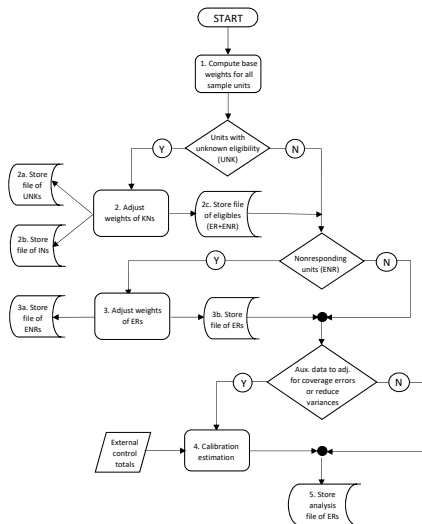 START
1. Compute base
weights for all
sample units
Units with
unknown eligibility
(UNK)
Y
N
2a. Store
file of
UNKs
2. Adjust
weights of KNs
2c. Store file
of eligibles
(ER+ENR)
2b. Store
file of INs
Nonresponding
units (ENR)
Y
N
3a. Store
file of
ENRs
3. Adjust weights
of ERs
3b. Store
file of ERs
Aux. data to adj.
for coverage errors
or reduce
variances
Y
N
External
control
totals
4. Calibration
estimation
5. Store
analysis
file of ERs